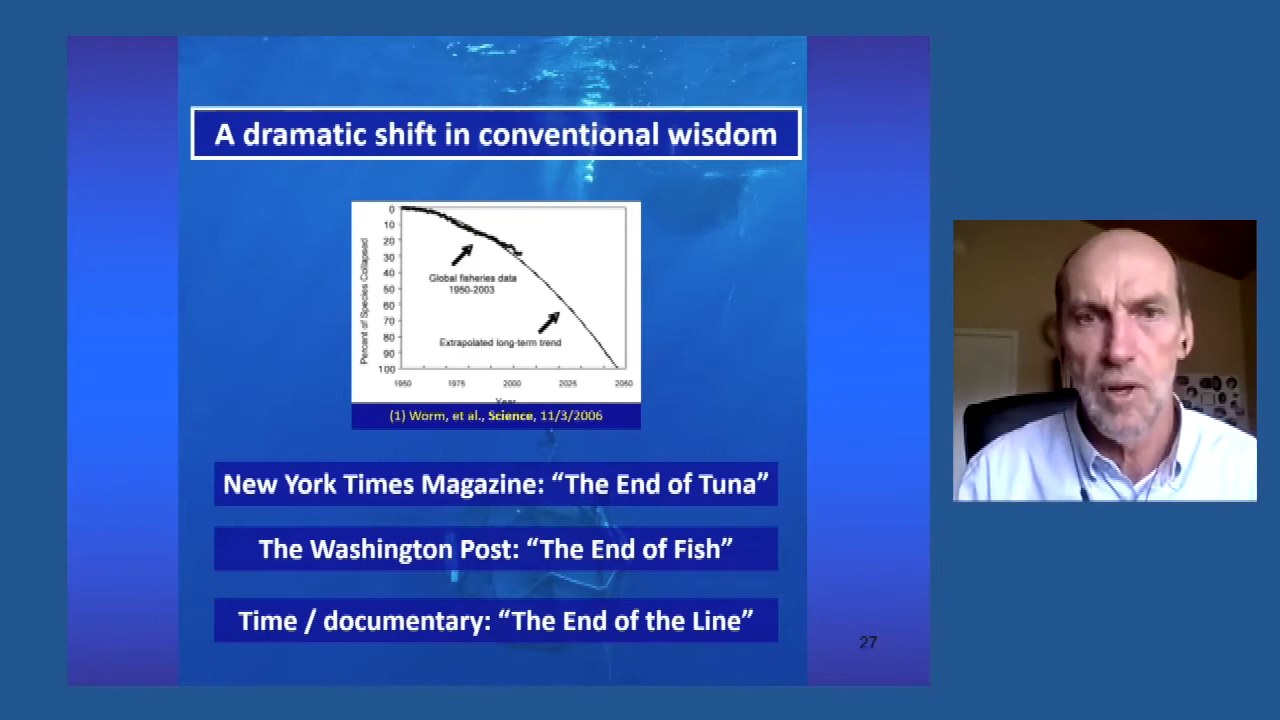 A dramatic shift in conventional wisdom
0
10
20
30
40
50
60
70
80
90
100
Percent of Species Collapsed
Global fisheries data
1950-2003
Extrapolated long-term trend
1950 1975 2000 2025 2050
Year
(1) Worm, et al., Science, 11/3/2006
New York Times Magazine: “The End of Tuna”
The Washington Post: “The End of Fish”
Time / documentary: “The End of the Line”
27